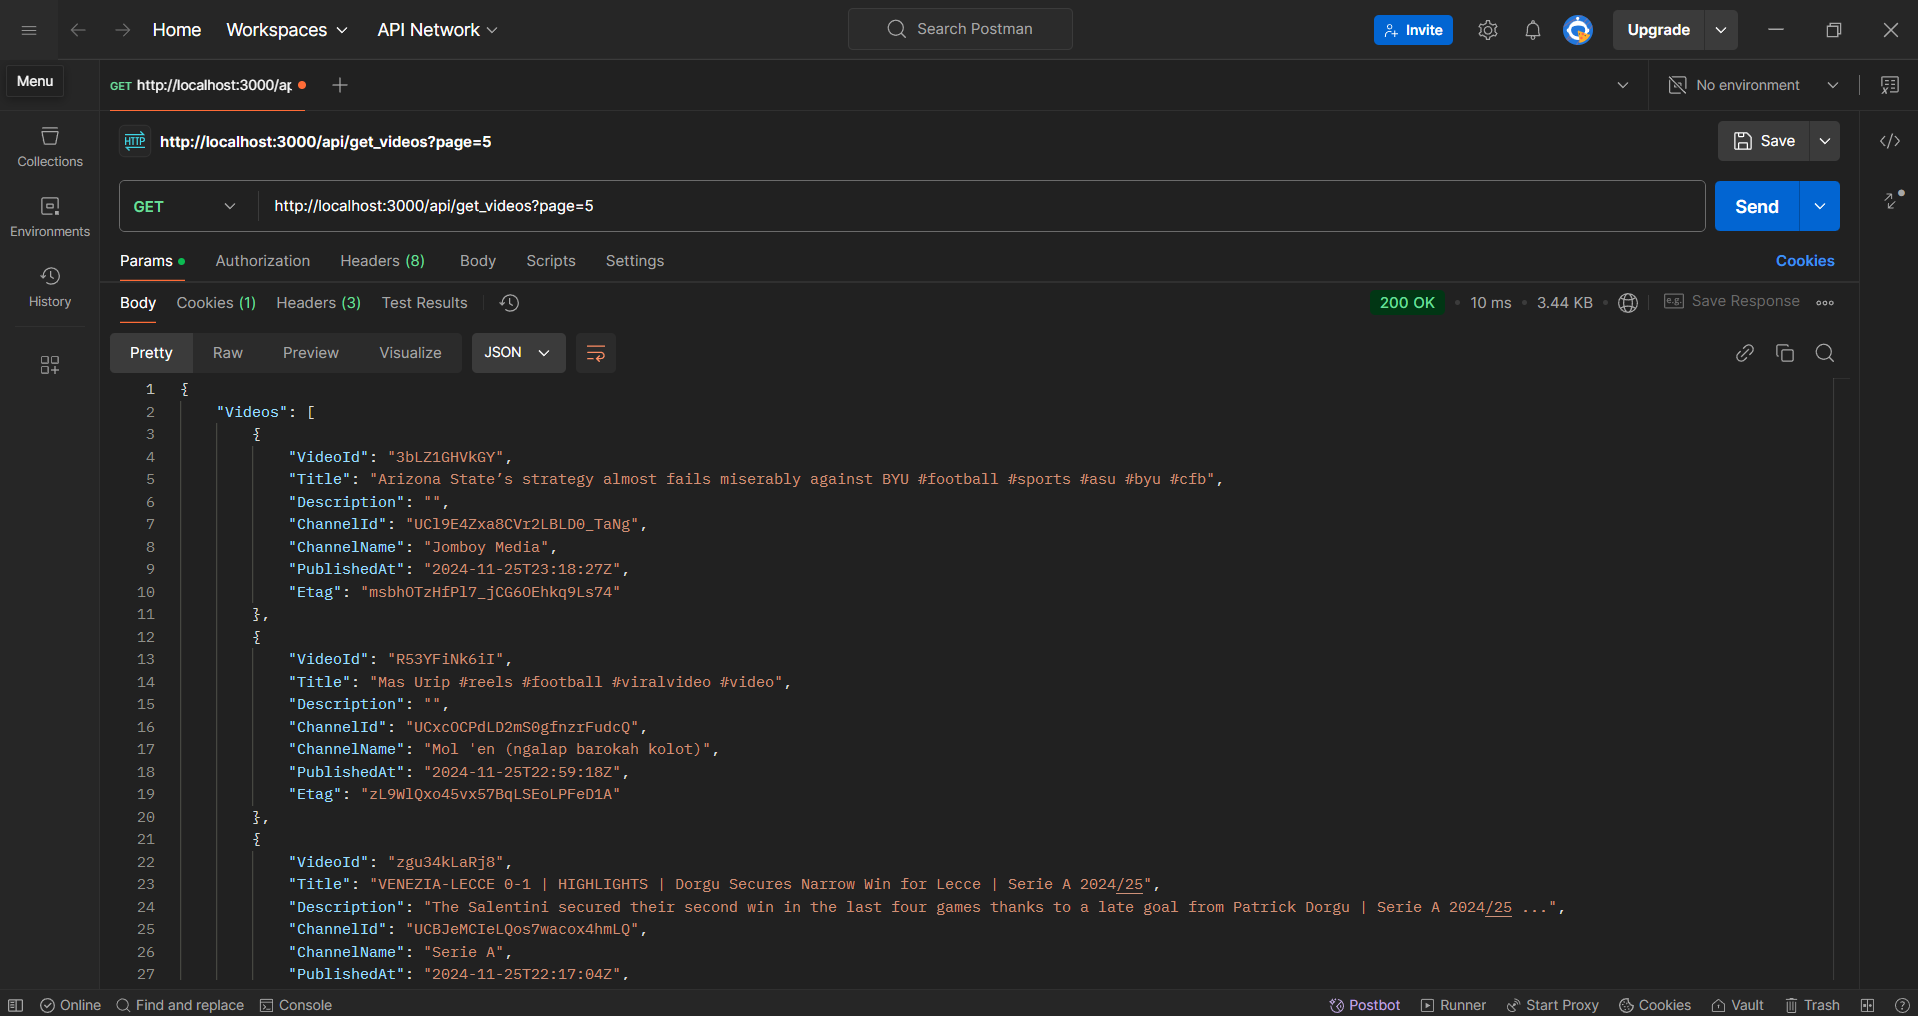 Home Workspaces API Network Search Postman Invite Upgrade
Menu
GET http://localhost:3000/ap No environment
HTTP http://localhost:3000/api/get_videos?page=5 Save
GET http://localhost:3000/api/get_videos?page=5 Send
Collections
Environments
History
Params Authorization Headers (8) Body Scripts Settings Cookies
Body Cookies (1) Headers (3) Test Results 200 OK 10 ms 3.44 KB e.g. Save Response
Pretty Raw Preview Visualize JSON
1 {
2 "Videos": [
3 {
4 "VideoId": "3bLZ1GHVkGY",
5 "Title": "Arizona State’s strategy almost fails miserably against BYU #football #sports #asu #byu #cfb",
6 "Description": "",
7 "ChannelId": "UCl9E4Zxa8CVr2LBLD0_TaNg",
8 "ChannelName": "Jomboy Media",
9 "PublishedAt": "2024-11-25T23:18:27Z",
10 "Etag": "msbhOTzHfPl7_jCG6OEhkq9Ls74"
11 },
12 {
13 "VideoId": "R53YFiNk6iI",
14 "Title": "Mas Urip #reels #football #viralvideo #video",
15 "Description": "",
16 "ChannelId": "UCxcOCPdLD2mS0gfnzrFudcQ",
17 "ChannelName": "Mol 'en (ngalap barokah kolot)",
18 "PublishedAt": "2024-11-25T22:59:18Z",
19 "Etag": "zL9WlQxo45vx57BqLSEoLPFeD1A"
20 },
21 {
22 "VideoId": "zgu34kLaRj8",
23 "Title": "VENEZIA-LECCE 0-1 | HIGHLIGHTS | Dorgu Secures Narrow Win for Lecce | Serie A 2024/25",
24 "Description": "The Salentini secured their second win in the last four games thanks to a late goal from Patrick Dorgu | Serie A 2024/25 ...",
25 "ChannelId": "UCBJeMCIeLQos7wacox4hmLQ",
26 "ChannelName": "Serie A",
27 "PublishedAt": "2024-11-25T22:17:04Z",
Online Find and replace Console Postbot Runner Start Proxy Cookies Vault Trash